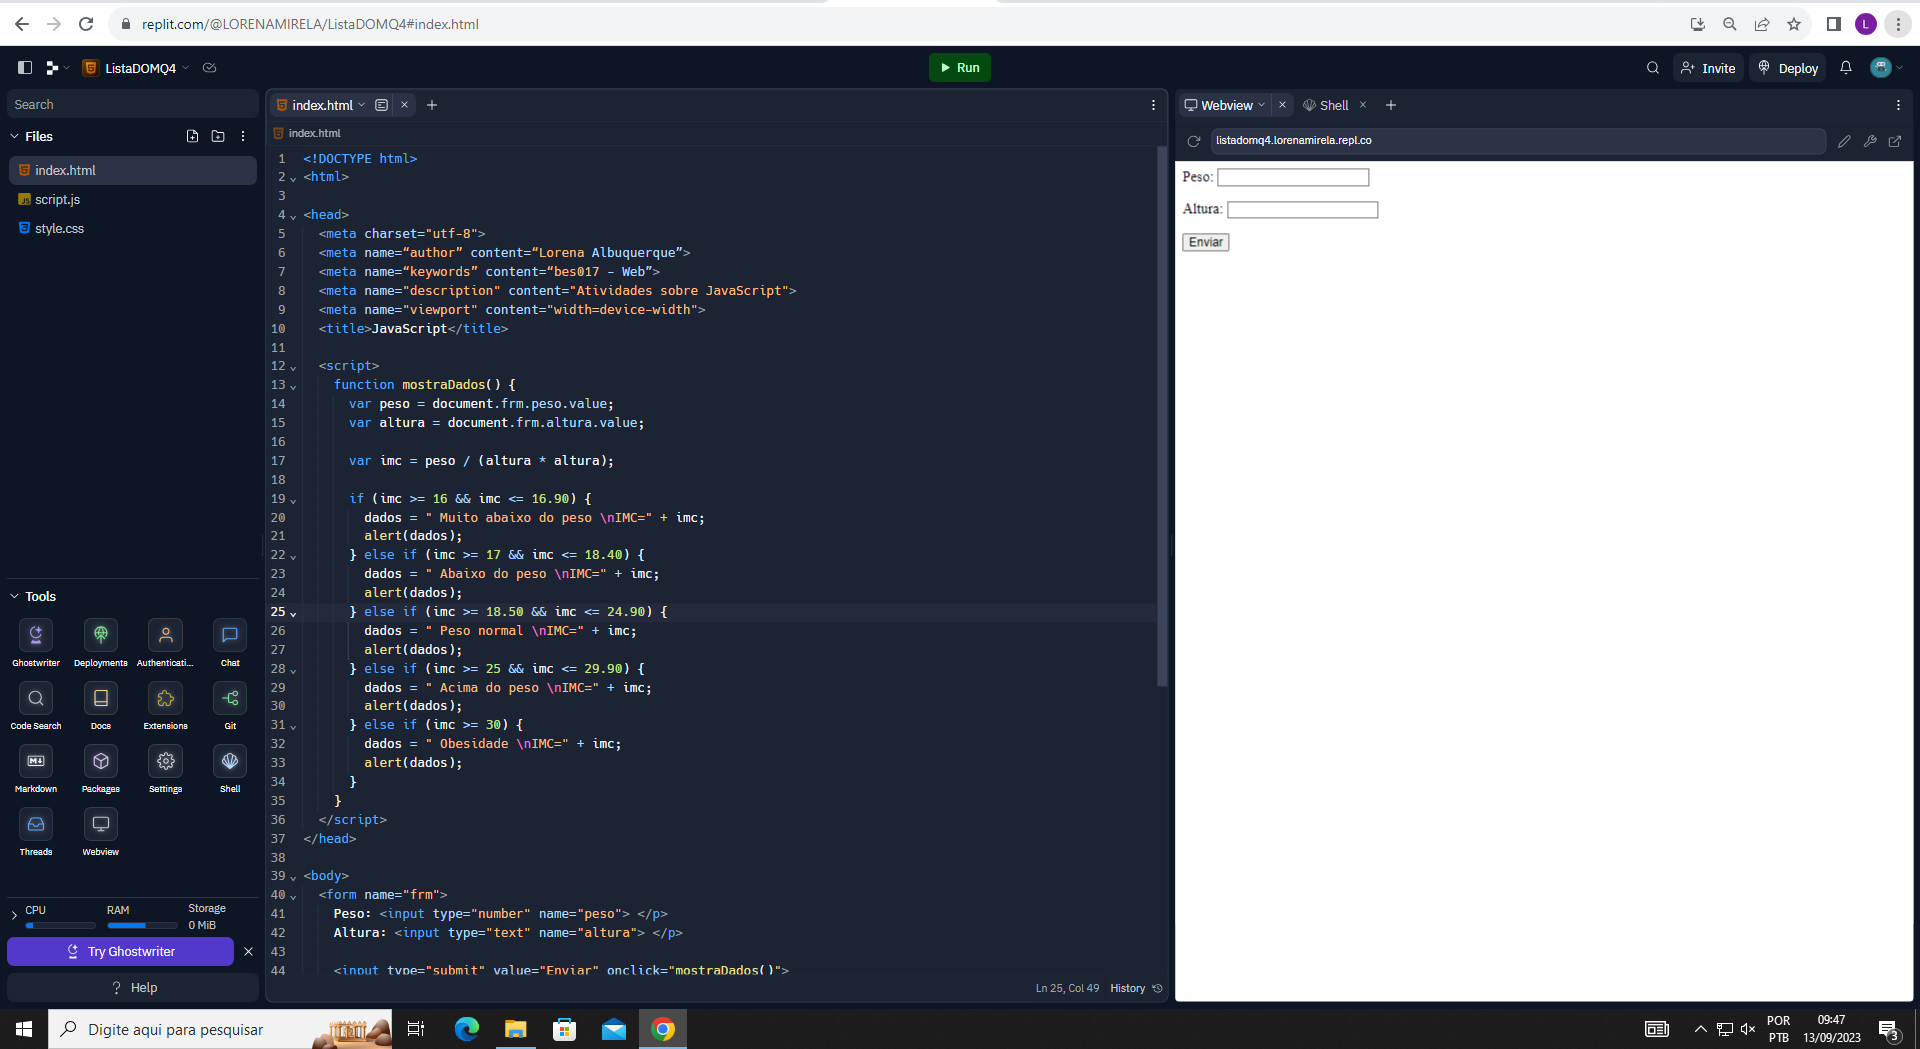 replit.com/@LORENAMIRELA/ListaDOMQ4#index.html
L
ListaDOMQ4
Run
Invite
Deploy
Search
Files
index.html
script.js
style.css
index.html
index.html
1 <!DOCTYPE html>
2 <html>
3
4 <head>
5 <meta charset="utf-8">
6 <meta name=“author” content=“Lorena Albuquerque”>
7 <meta name=“keywords” content=“bes017 - Web”>
8 <meta name="description" content="Atividades sobre JavaScript">
9 <meta name="viewport" content="width=device-width">
10 <title>JavaScript</title>
11
12 <script>
13 function mostraDados() {
14 var peso = document.frm.peso.value;
15 var altura = document.frm.altura.value;
16
17 var imc = peso / (altura * altura);
18
19 if (imc >= 16 && imc <= 16.90) {
20 dados = " Muito abaixo do peso \nIMC=" + imc;
21 alert(dados);
22 } else if (imc >= 17 && imc <= 18.40) {
23 dados = " Abaixo do peso \nIMC=" + imc;
24 alert(dados);
25 } else if (imc >= 18.50 && imc <= 24.90) {
26 dados = " Peso normal \nIMC=" + imc;
27 alert(dados);
28 } else if (imc >= 25 && imc <= 29.90) {
29 dados = " Acima do peso \nIMC=" + imc;
30 alert(dados);
31 } else if (imc >= 30) {
32 dados = " Obesidade \nIMC=" + imc;
33 alert(dados);
34 }
35 }
36 </script>
37 </head>
38
39 <body>
40 <form name="frm">
41 Peso: <input type="number" name="peso"> </p>
42 Altura: <input type="text" name="altura"> </p>
43
44 <input type="submit" value="Enviar" onclick="mostraDados()">
Ln 25, Col 49 History
Webview
Shell
listadomq4.lorenamirela.repl.co
Peso:
Altura:
Enviar
Tools
Ghostwriter
Deployments
Authenticati...
Chat
Code Search
Docs
Extensions
Git
Markdown
Packages
Settings
Shell
Threads
Webview
CPU
RAM
Storage
0 MiB
Try Ghostwriter
? Help
Digite aqui para pesquisar
POR
PTB
09:47
13/09/2023
3